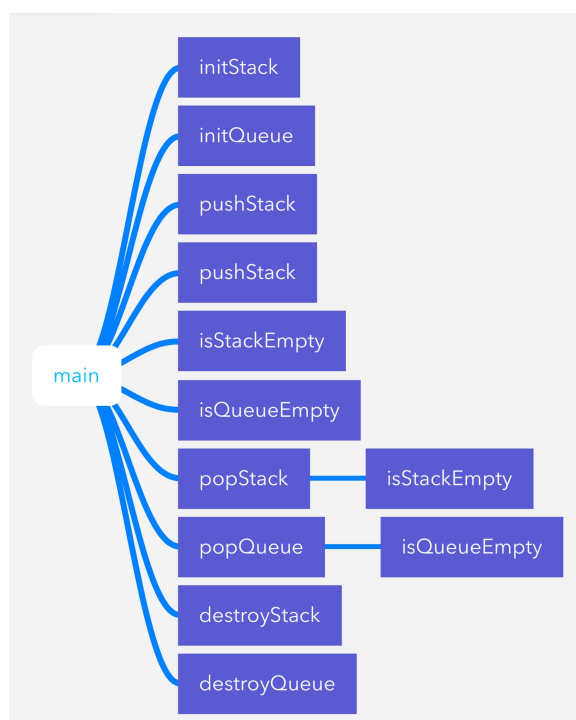 initStack
initQueue
pushStack
pushStack
main
isStackEmpty
isQueueEmpty
popStack
isStackEmpty
popQueue
isQueueEmpty
destroyStack
destroyQueue